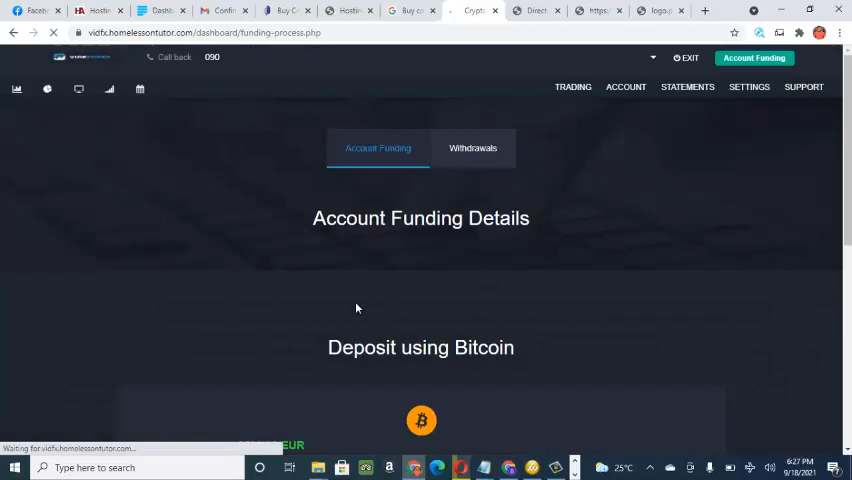 Faceb
Hostin
Dashb
Confir
Buy C
Hostin
Buy co
Crypto
Direct
https:/
logo.p
vidfx.homelessontutor.com/dashboard/funding-process.php
Call back 090
EXIT
Account Funding
TRADING ACCOUNT STATEMENTS SETTINGS SUPPORT
Account Funding
Withdrawals
Account Funding Details
Deposit using Bitcoin
EUR
Waiting for vidfx.homelessontutor.com...
Type here to search
25°C
6:27 PM
9/18/2021